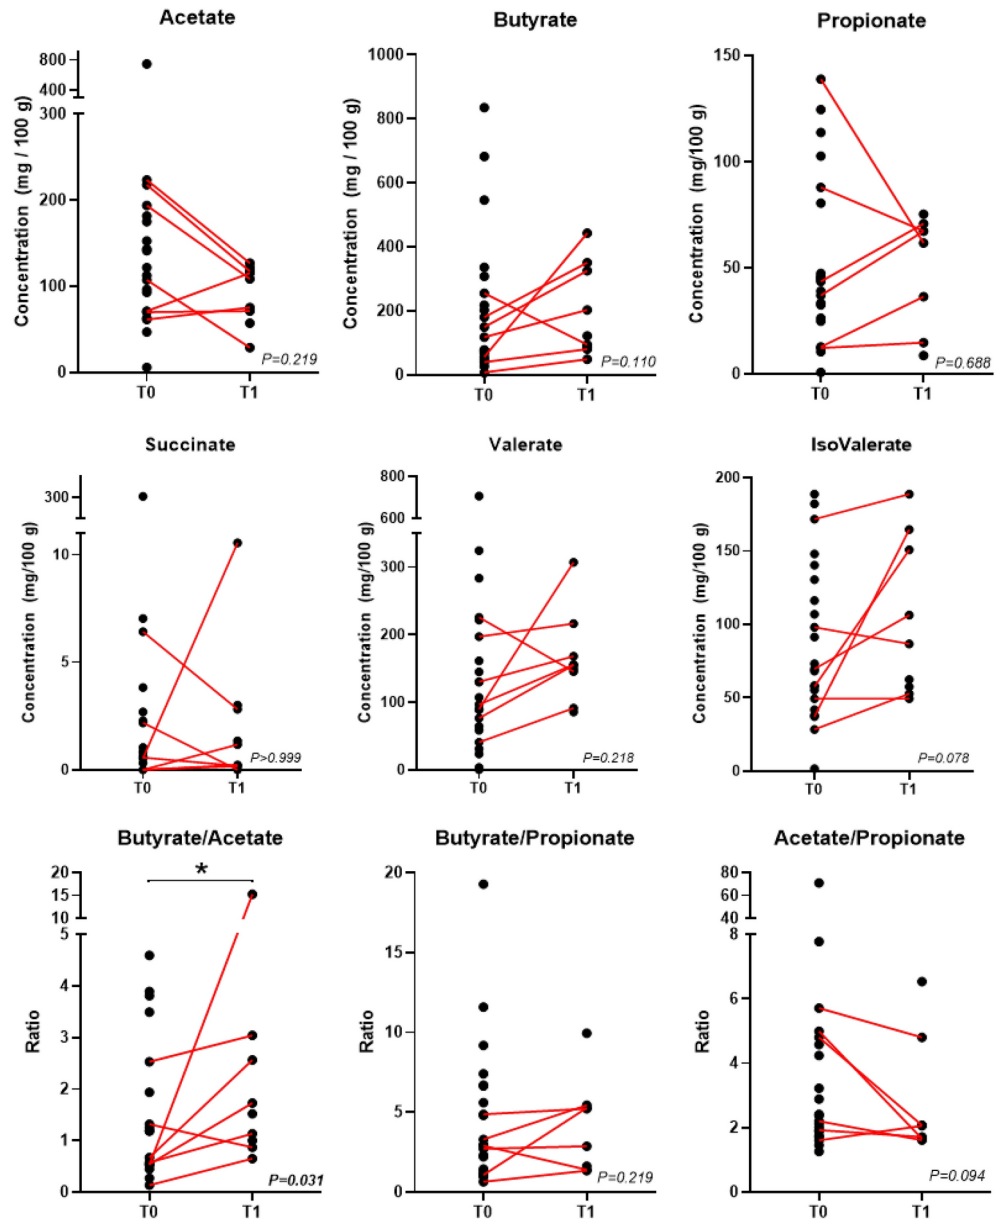 Acetate
Concentration (mg / 100 g)
800
400
300
200
100
0
T0
T1
P=0.219
Butyrate
Concentration (mg / 100 g)
1000
800
600
400
200
0
T0
T1
P=0.110
Propionate
Concentration (mg/100 g)
150
100
50
0
T0
T1
P=0.688
Succinate
Concentration (mg/100 g)
300
10
5
0
T0
T1
P>0.999
Valerate
Concentration (mg/100 g)
800
600
300
200
100
0
T0
T1
P=0.218
IsoValerate
Concentration (mg/100 g)
200
150
100
50
0
T0
T1
P=0.078
Butyrate/Acetate
Ratio
20
15
10
5
4
3
2
1
0
*
T0
T1
P=0.031
Butyrate/Propionate
Ratio
20
15
10
5
0
T0
T1
P=0.219
Acetate/Propionate
Ratio
80
60
40
8
6
4
2
0
T0
T1
P=0.094